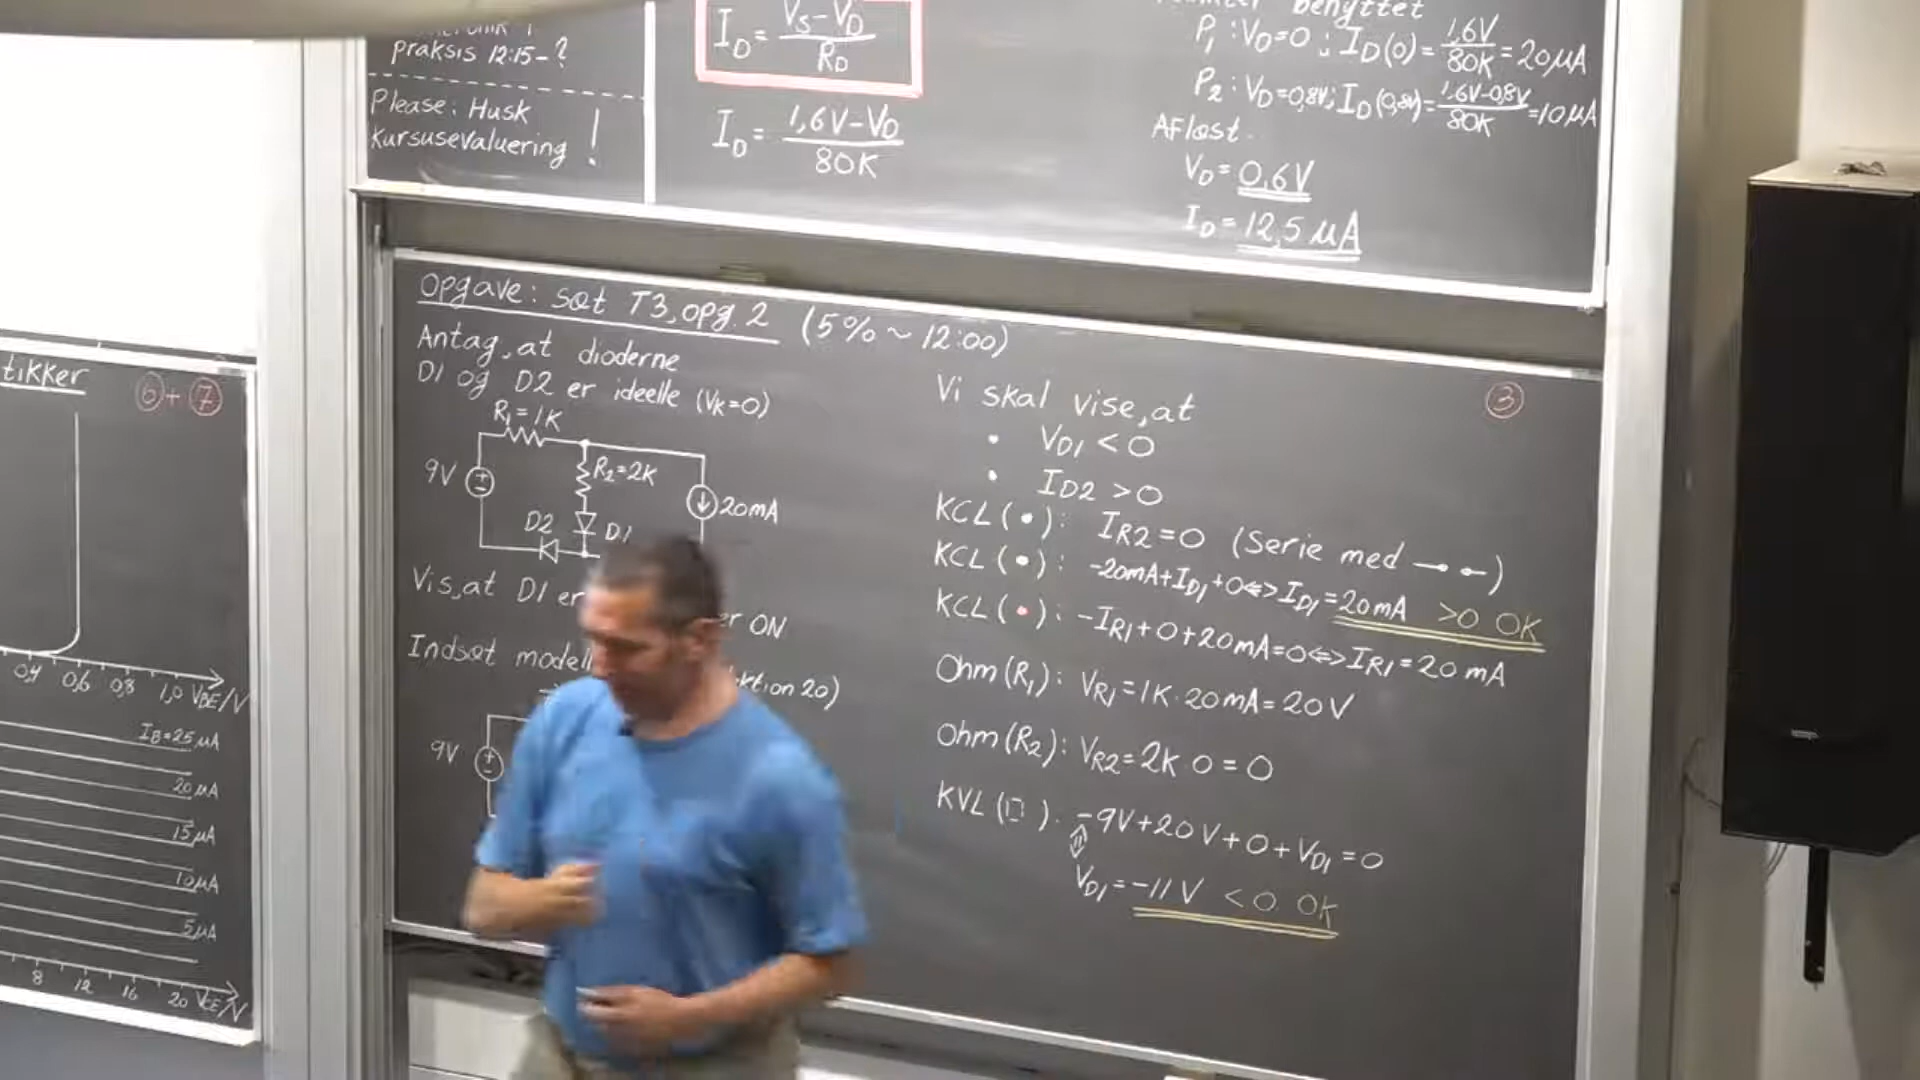 praksis 12:15-?
Please: Husk
kursusevaluering !
I_D = (V_S - V_D) / R_D
I_D = (1,6V - V_D) / 80K
benyttet
P_1: V_D=0; I_D(0) = 1,6V / 80K = 20μA
P_2: V_D=0,8V; I_D(0,8V) = 1,6V-0,8V / 80K = 10μA
Aflæst
V_D = 0,6V
I_D = 12,5 μA
tikker
6 + 7
0,4 0,6 0,8 1,0 V_BE/V
I_B=25 μA
20 μA
15 μA
10 μA
5 μA
8 12 16 20 V_CE/V
Opgave: sæt T3, opg. 2 (5% ~ 12:00)
Antag, at dioderne
D1 og D2 er ideelle (V_K=0)
R_1=1K
9V
R_2=2K
20mA
D2
D1
Vis, at D1 er
er ON
Indsæt modell
ktion 20)
9V
3
Vi skal vise, at
• V_D1 < 0
• I_D2 > 0
KCL (•): I_R2 = 0 (Serie med
KCL (•): -20mA+I_D1+0⇔I_D1=20mA >0 OK
KCL (•): -I_R1+0+20mA=0⇔I_R1=20 mA
Ohm (R_1): V_R1=1K·20mA=20V
Ohm (R_2): V_R2=2K·0=0
KVL (□). -9V+20V+0+V_D1=0
⇕
V_D1=-11V <0 OK